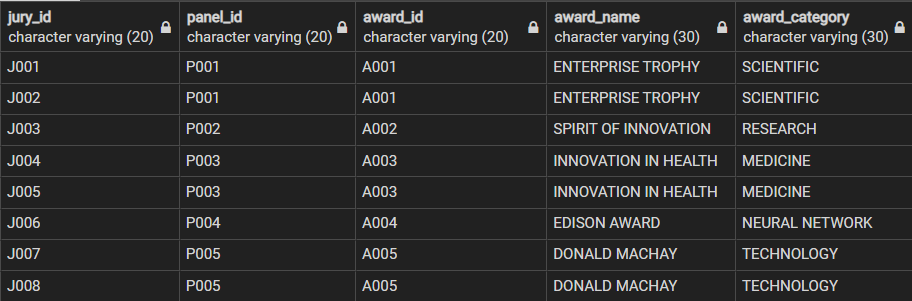 jury_id panel_id award_id award_name award_category
character varying (20) character varying (20) character varying (20) character varying (30) character varying (30)
J001 P001 A001 ENTERPRISE TROPHY SCIENTIFIC
J002 P001 A001 ENTERPRISE TROPHY SCIENTIFIC
J003 P002 A002 SPIRIT OF INNOVATION RESEARCH
J004 P003 A003 INNOVATION IN HEALTH MEDICINE
J005 P003 A003 INNOVATION IN HEALTH MEDICINE
J006 P004 A004 EDISON AWARD NEURAL NETWORK
J007 P005 A005 DONALD MACHAY TECHNOLOGY
J008 P005 A005 DONALD MACHAY TECHNOLOGY